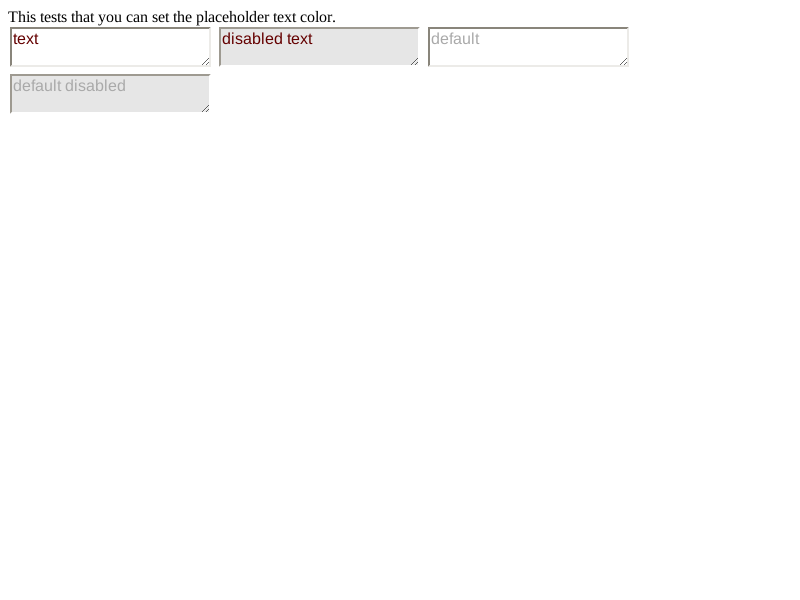 This tests that you can set the placeholder text color.
text disabled text default
default disabled